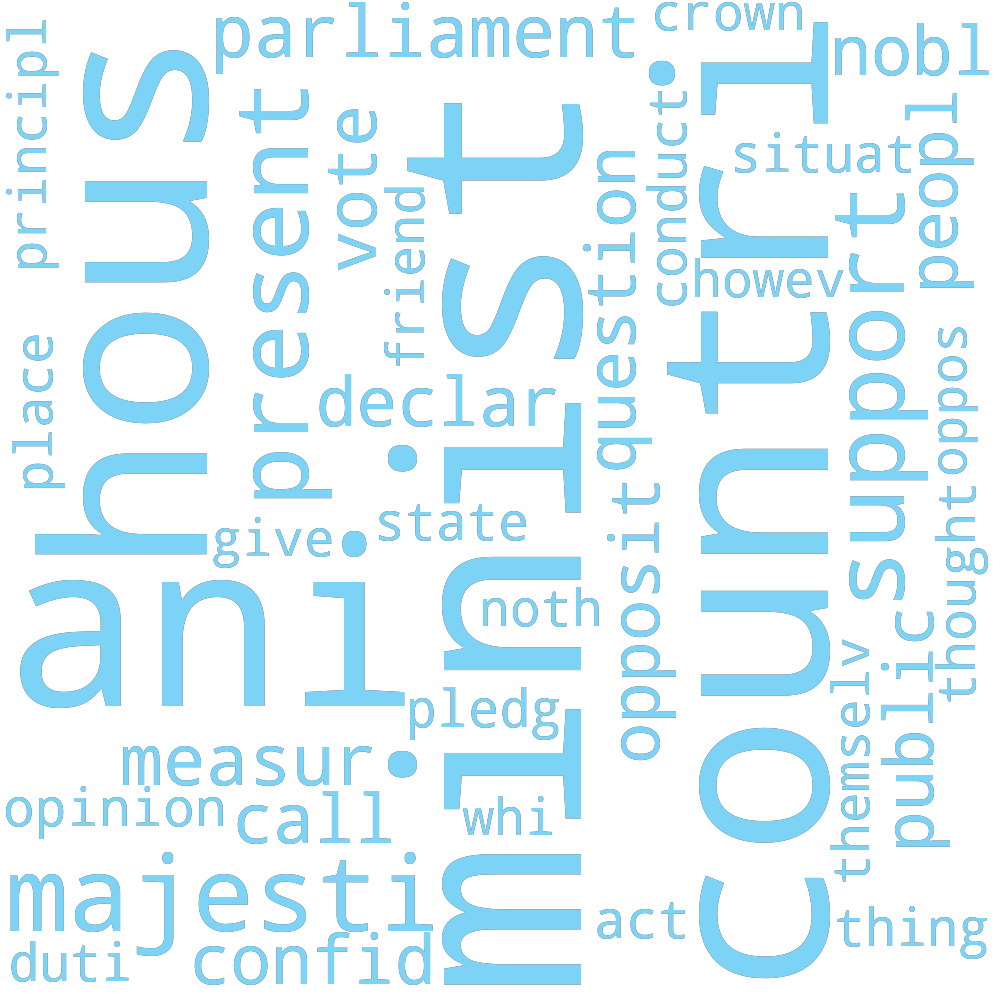 crown
parliament
nobl
principl
hous
present
vote
friend
minist
question
conduct
countri
situat
peopl
howev
support
place
declar
oppos
state
give
ani
noth
opposit
thought
pledg
themselv
public
measur
opinion
call
whi
majesti
act
thing
duti
confid